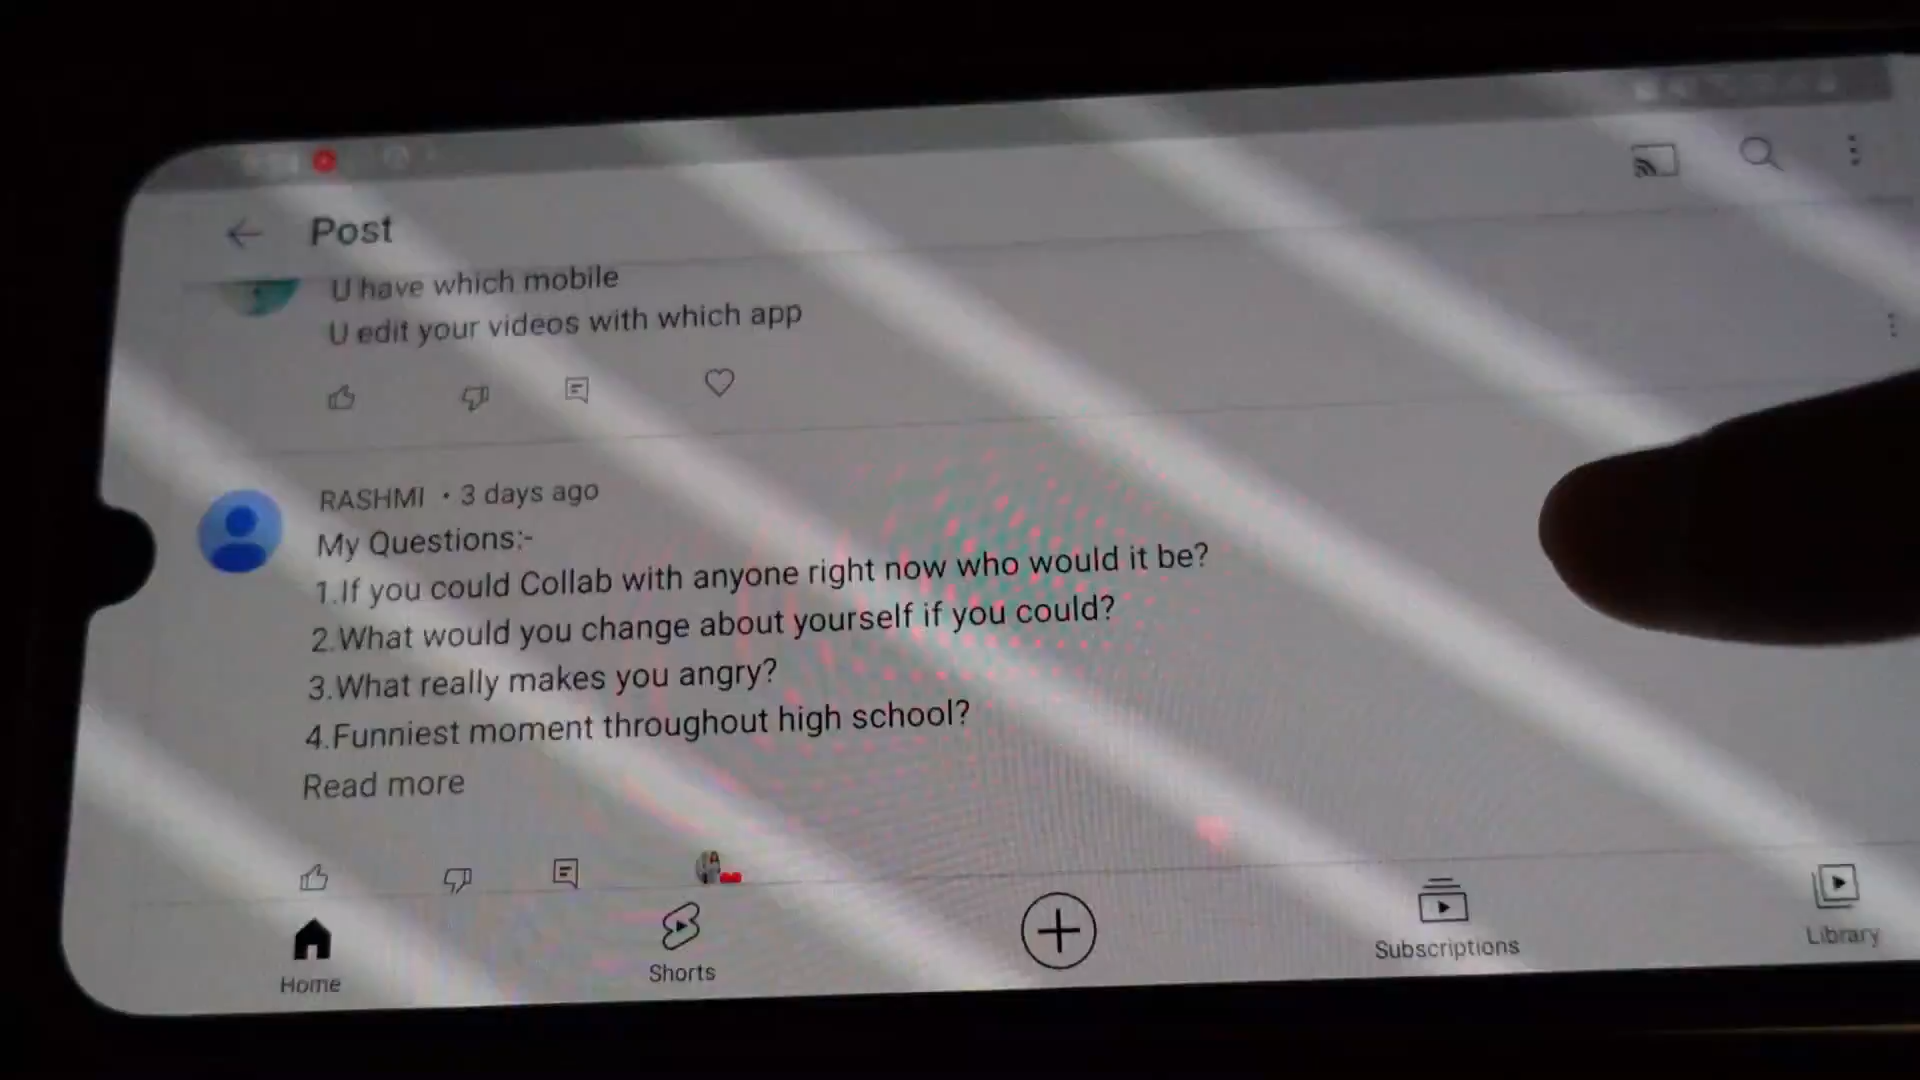 Post
U have which mobile
U edit your videos with which app
RASHMI · 3 days ago
My Questions:-
1.If you could Collab with anyone right now who would it be?
2.What would you change about yourself if you could?
3.What really makes you angry?
4.Funniest moment throughout high school?
Read more
Home
Shorts
Subscriptions
Library